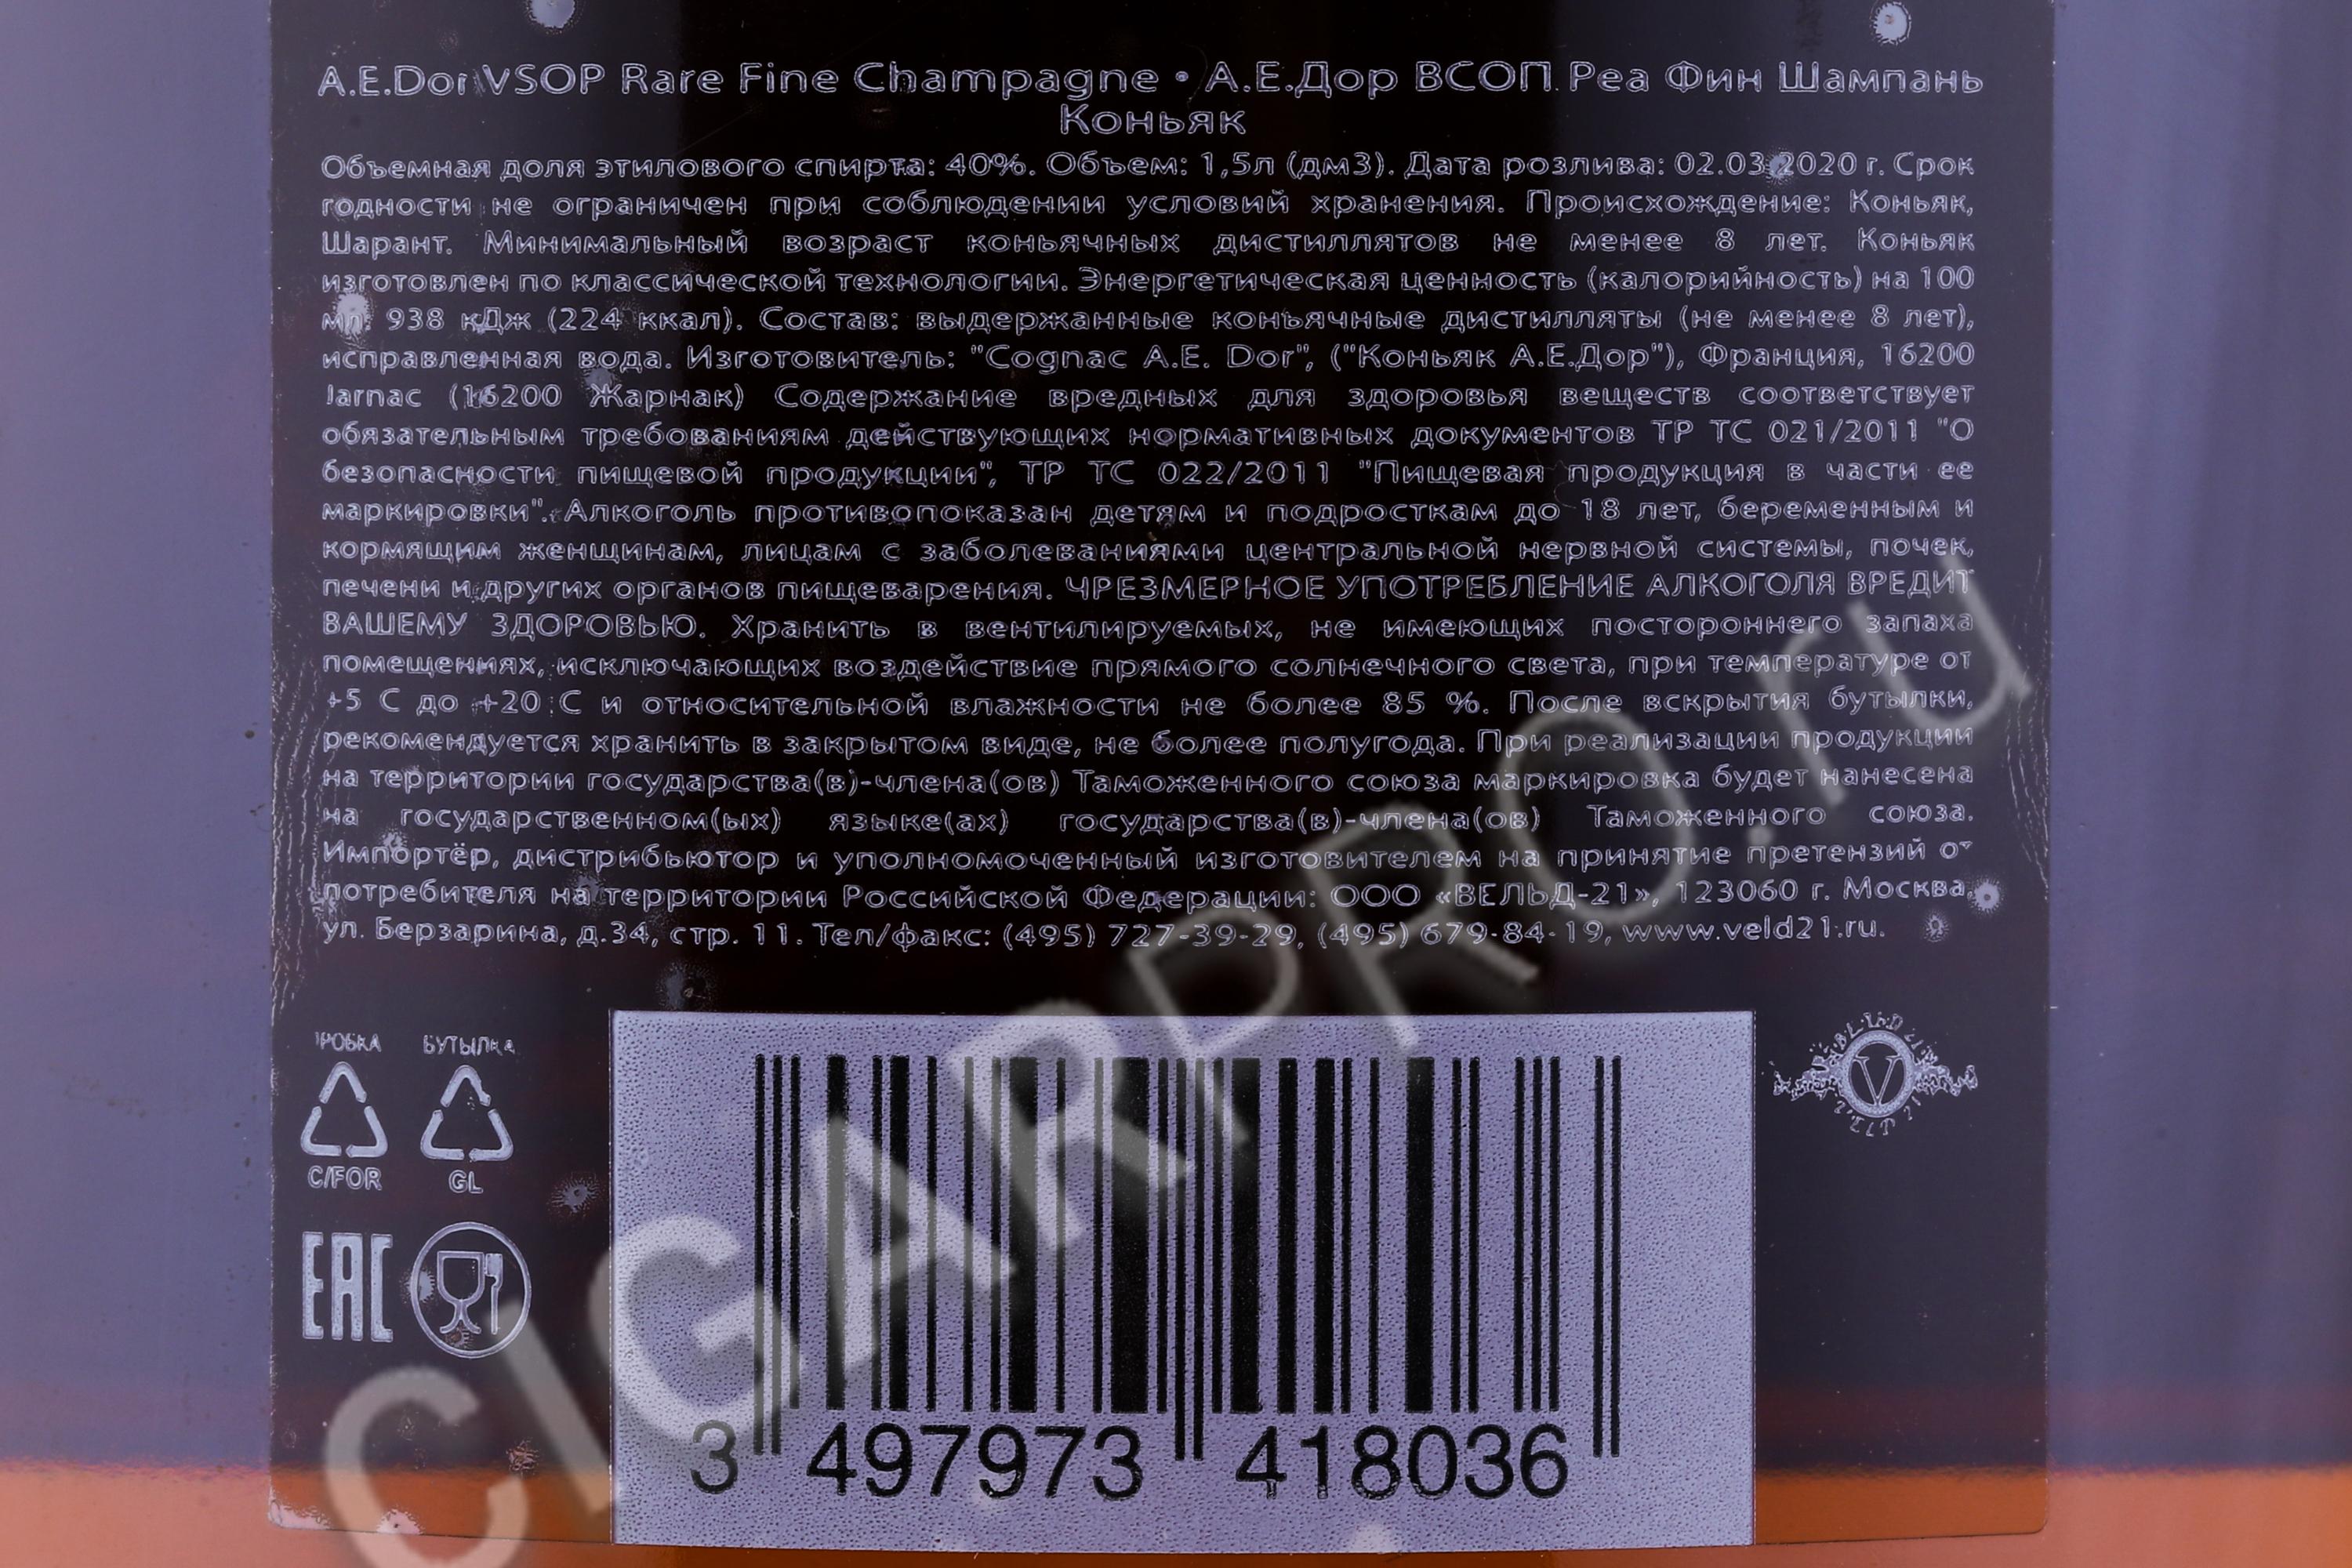 A.E.Dor VSOP Rare Fine Champagne • А.Е.Дор ВСОП Реа Фин Шампань
Коньяк
Объемная доля этилового спирта: 40%. Объем: 1,5л (дм3). Дата розлива: 02.03.2020 г. Срок
годности не ограничен при соблюдении условий хранения. Происхождение: Коньяк,
Шарант. Минимальный возраст коньячных дистиллятов не менее 8 лет. Коньяк
изготовлен по классической технологии. Энергетическая ценность (калорийность) на 100
мл: 938 кДж (224 ккал). Состав: выдержанные коньячные дистилляты (не менее 8 лет),
исправленная вода. Изготовитель: "Cognac A.E. Dor", ("Коньяк А.Е.Дор"), Франция, 16200
Jarnac (16200 Жарнак) Содержание вредных для здоровья веществ соответствует
обязательным требованиям действующих нормативных документов ТР ТС 021/2011 "О
безопасности пищевой продукции", ТР ТС 022/2011 "Пищевая продукция в части ее
маркировки". Алкоголь противопоказан детям и подросткам до 18 лет, беременным и
кормящим женщинам, лицам с заболеваниями центральной нервной системы, почек,
печени и других органов пищеварения. ЧРЕЗМЕРНОЕ УПОТРЕБЛЕНИЕ АЛКОГОЛЯ ВРЕДИТ
ВАШЕМУ ЗДОРОВЬЮ. Хранить в вентилируемых, не имеющих постороннего запаха
помещениях, исключающих воздействие прямого солнечного света, при температуре от
+5 С до +20 С и относительной влажности не более 85 %. После вскрытия бутылки,
рекомендуется хранить в закрытом виде, не более полугода. При реализации продукции
на территории государства(в)-члена(ов) Таможенного союза маркировка будет нанесена
на государственном(ых) языке(ах) государства(в)-члена(ов) Таможенного союза.
Импортёр, дистрибьютор и уполномоченный изготовителем на принятие претензий от
потребителя на территории Российской Федерации: ООО «ВЕЛЬД-21», 123060 г. Москва,
ул. Берзарина, д.34, стр. 11. Тел/факс: (495) 727-39-29, (495) 679-84-19, www.veld21.ru.
ПРОБКА БУТЫЛКА
C/FOR GL
EAC
V
3 497973 418036
CIGARPRO.ru